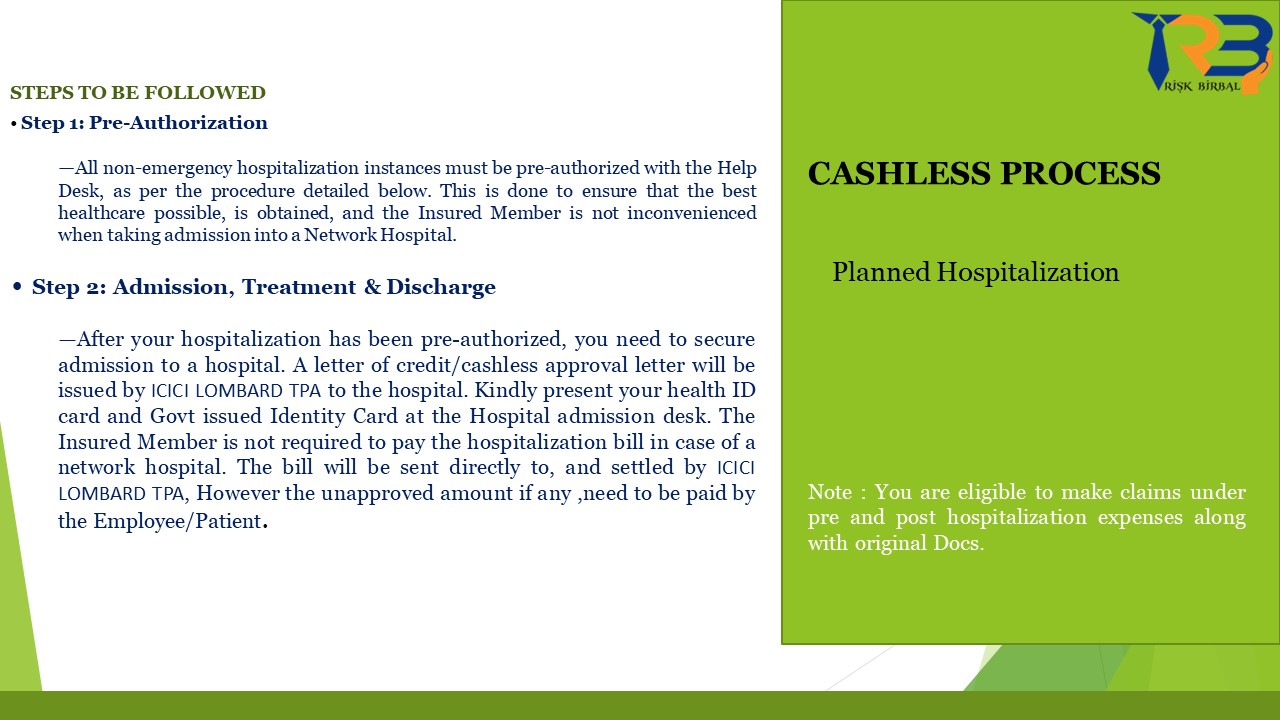 STEPS TO BE FOLLOWED
• Step 1: Pre-Authorization
—All non-emergency hospitalization instances must be pre-authorized with the Help
Desk, as per the procedure detailed below. This is done to ensure that the best
healthcare possible, is obtained, and the Insured Member is not inconvenienced
when taking admission into a Network Hospital.
• Step 2: Admission, Treatment & Discharge
—After your hospitalization has been pre-authorized, you need to secure
admission to a hospital. A letter of credit/cashless approval letter will be
issued by ICICI LOMBARD TPA to the hospital. Kindly present your health ID
card and Govt issued Identity Card at the Hospital admission desk. The
Insured Member is not required to pay the hospitalization bill in case of a
network hospital. The bill will be sent directly to, and settled by ICICI
LOMBARD TPA, However the unapproved amount if any ,need to be paid by
the Employee/Patient.
RB
RİŞK BİRBAL
CASHLESS PROCESS
Planned Hospitalization
Note : You are eligible to make claims under
pre and post hospitalization expenses along
with original Docs.